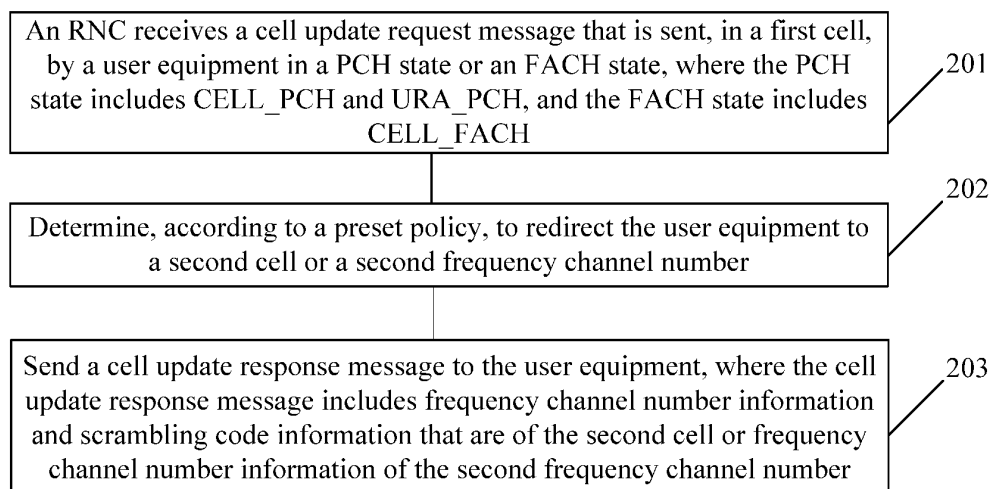 An RNC receives a cell update request message that is sent, in a first cell,
by a user equipment in a PCH state or an FACH state, where the PCH
state includes CELL_PCH and URA_PCH, and the FACH state includes
CELL_FACH
201
Determine, according to a preset policy, to redirect the user equipment to
a second cell or a second frequency channel number
202
Send a cell update response message to the user equipment, where the cell
update response message includes frequency channel number information
and scrambling code information that are of the second cell or frequency
channel number information of the second frequency channel number
203